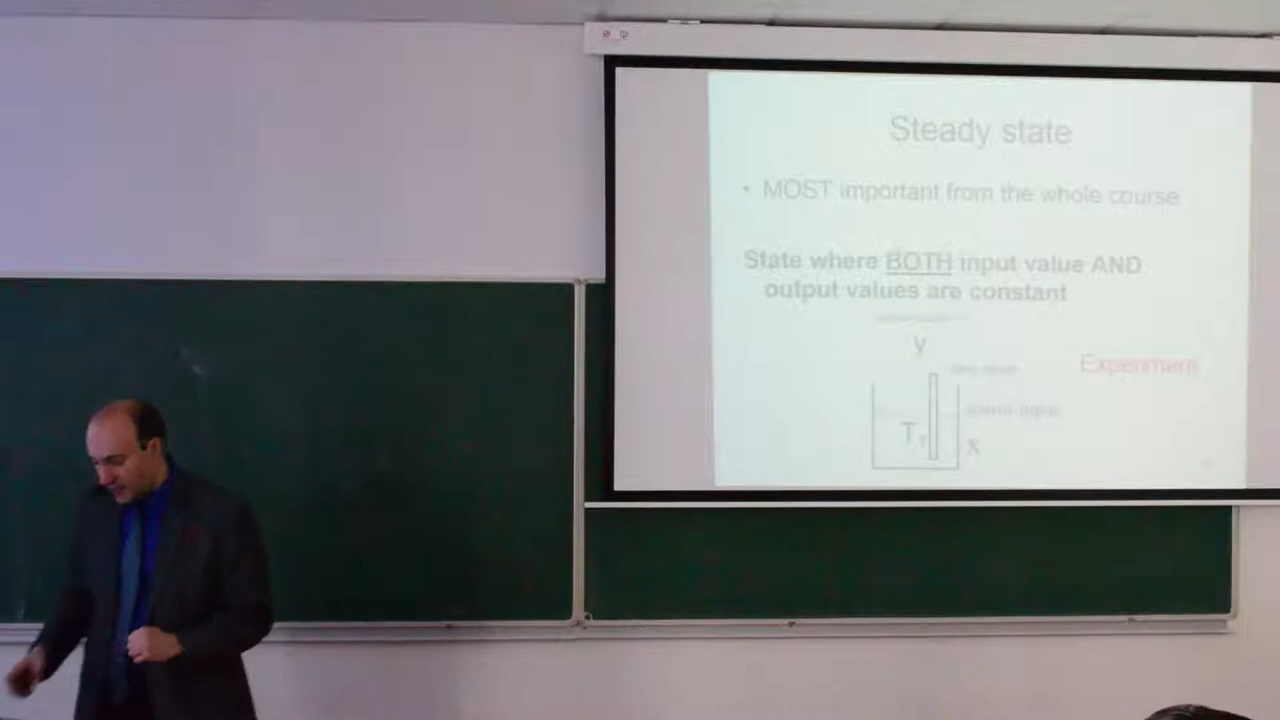 Steady state
• MOST important from the whole course
State where BOTH input value AND
output values are constant
y
Experiment
T
x